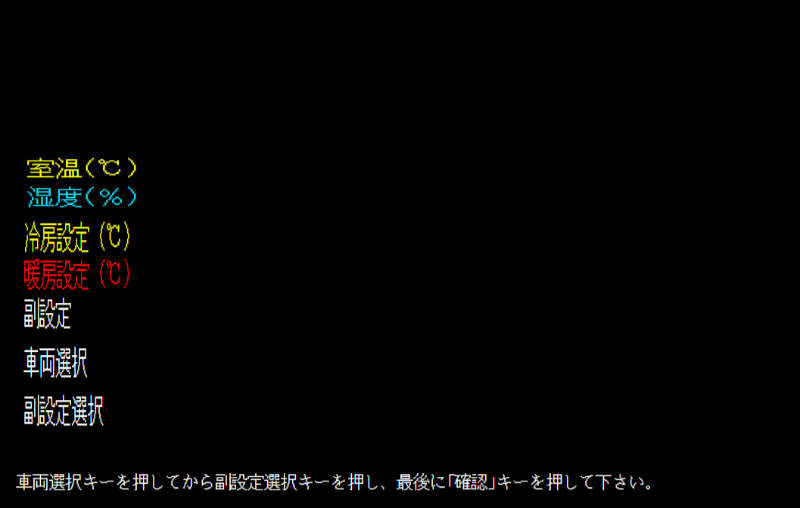 室温(℃)
湿度(%)
冷房設定(℃)
暖房設定(℃)
副設定
車両選択
副設定選択
車両選択キーを押してから副設定選択キーを押し、最後に「確認」キーを押して下さい。